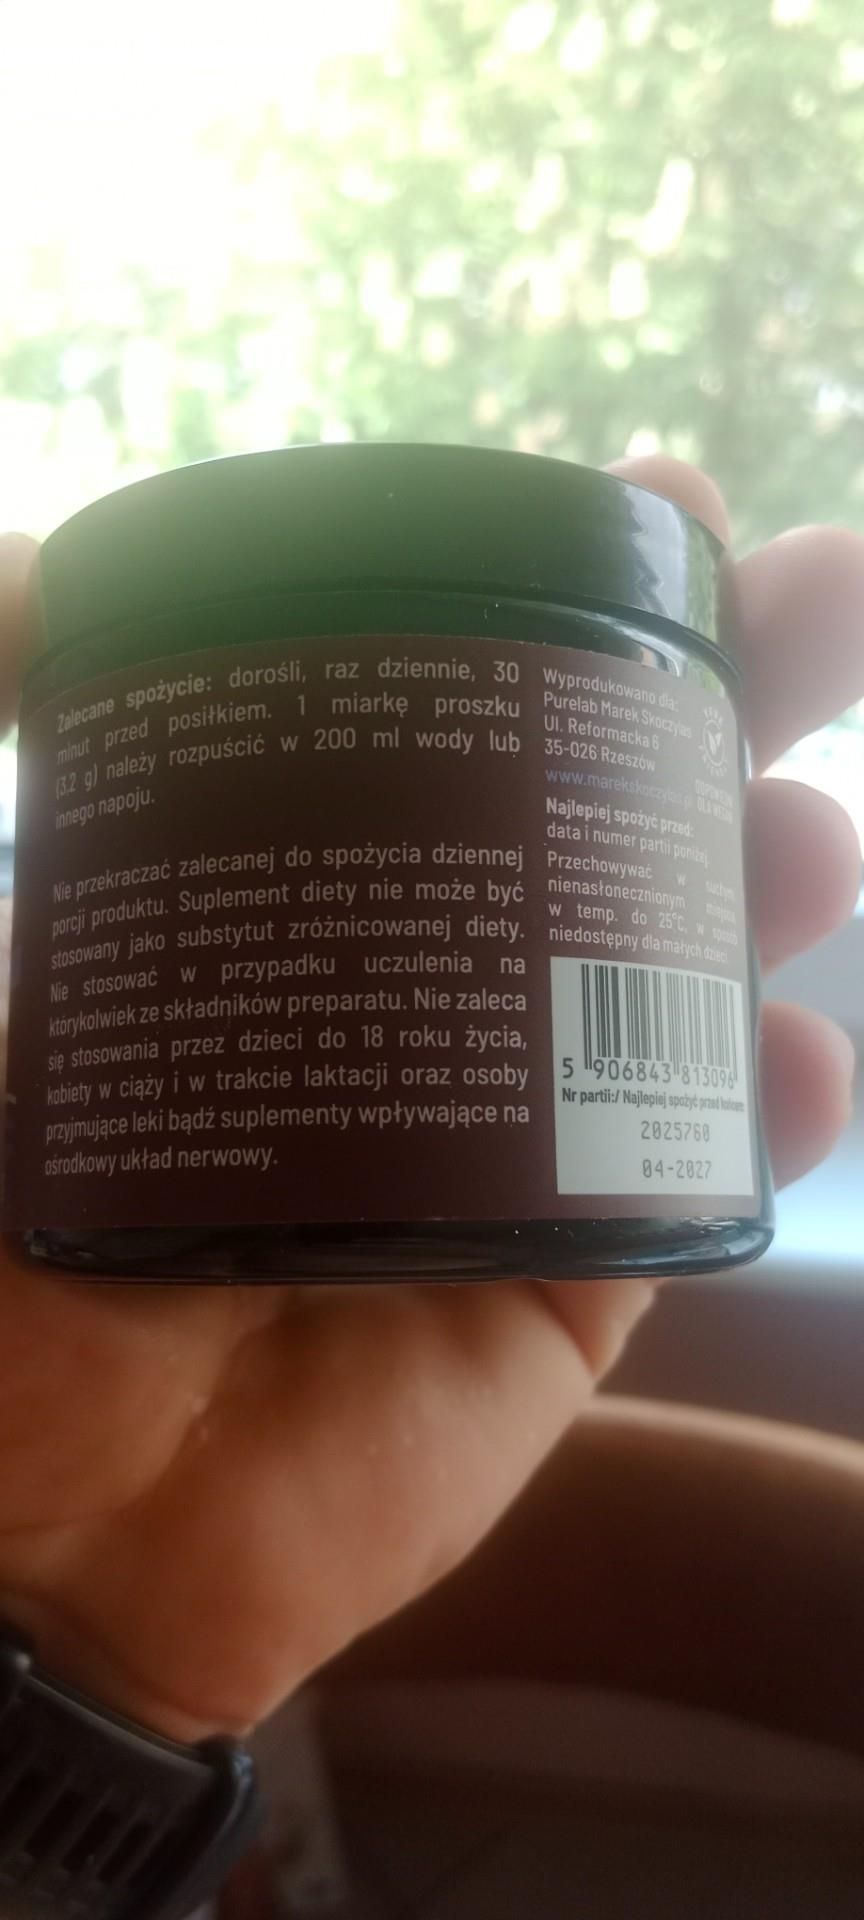 Zalecane spożycie: dorośli, raz dziennie, 30
minut przed posiłkiem. 1 miarkę proszku
(3,2 g) należy rozpuścić w 200 ml wody lub
innego napoju.
Nie przekraczać zalecanej do spożycia dziennej
porcji produktu. Suplement diety nie może być
stosowany jako substytut zróżnicowanej diety.
Nie stosować w przypadku uczulenia na
którykolwiek ze składników preparatu. Nie zaleca
się stosowania przez dzieci do 18 roku życia,
kobiety w ciąży i w trakcie laktacji oraz osoby
przyjmujące leki bądź suplementy wpływające na
ośrodkowy układ nerwowy.
Wyprodukowano dla:
Purelab Marek Skoczylas
Ul. Reformacka 6
35-026 Rzeszów
www.marekskoczylas.pl
DLA WEGAN
Najlepiej spożyć przed:
data i numer partii poniżej.
Przechowywać w suchym,
nienasłonecznionym miejscu,
w temp. do 25°C, w sposób
niedostępny dla małych dzieci.
5 906843 813096
Nr partii:/ Najlepiej spożyć przed końcem:
2025760
04-2027